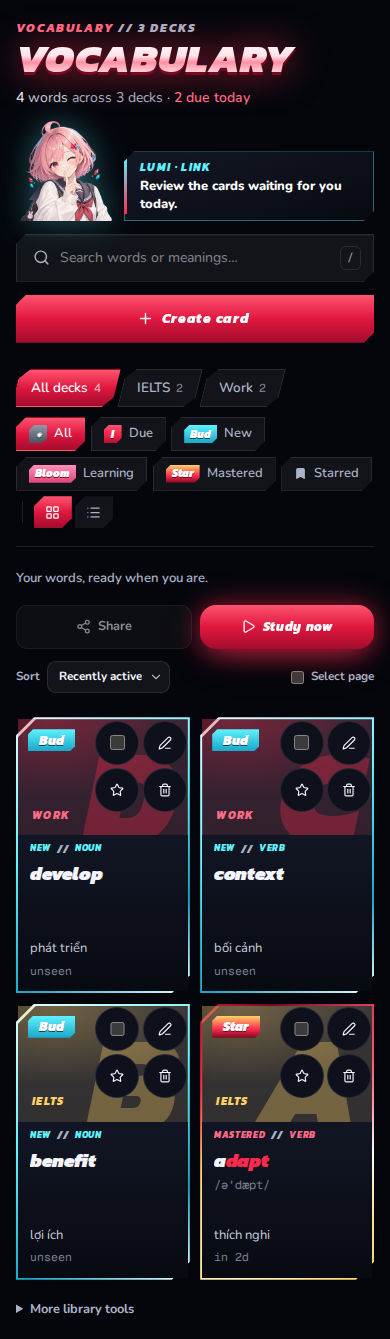 VOCABULARY // 3 DECKS
VOCABULARY
4 words across 3 decks · 2 due today
LUMI · LINK
Review the cards waiting for you
today.
Search words or meanings...
/
+ Create card
All decks 4
IELTS 2
Work 2
All
! Due
Bud New
Bloom Learning
Star Mastered
Starred
Your words, ready when you are.
Share
Study now
Sort
Recently active
Select page
Bud
WORK
NEW // NOUN
develop
phát triển
unseen
Bud
WORK
NEW // VERB
context
bối cảnh
unseen
Bud
IELTS
NEW // NOUN
benefit
lợi ích
unseen
Star
A
IELTS
MASTERED // VERB
adapt
/əˈdæpt/
thích nghi
in 2d
More library tools